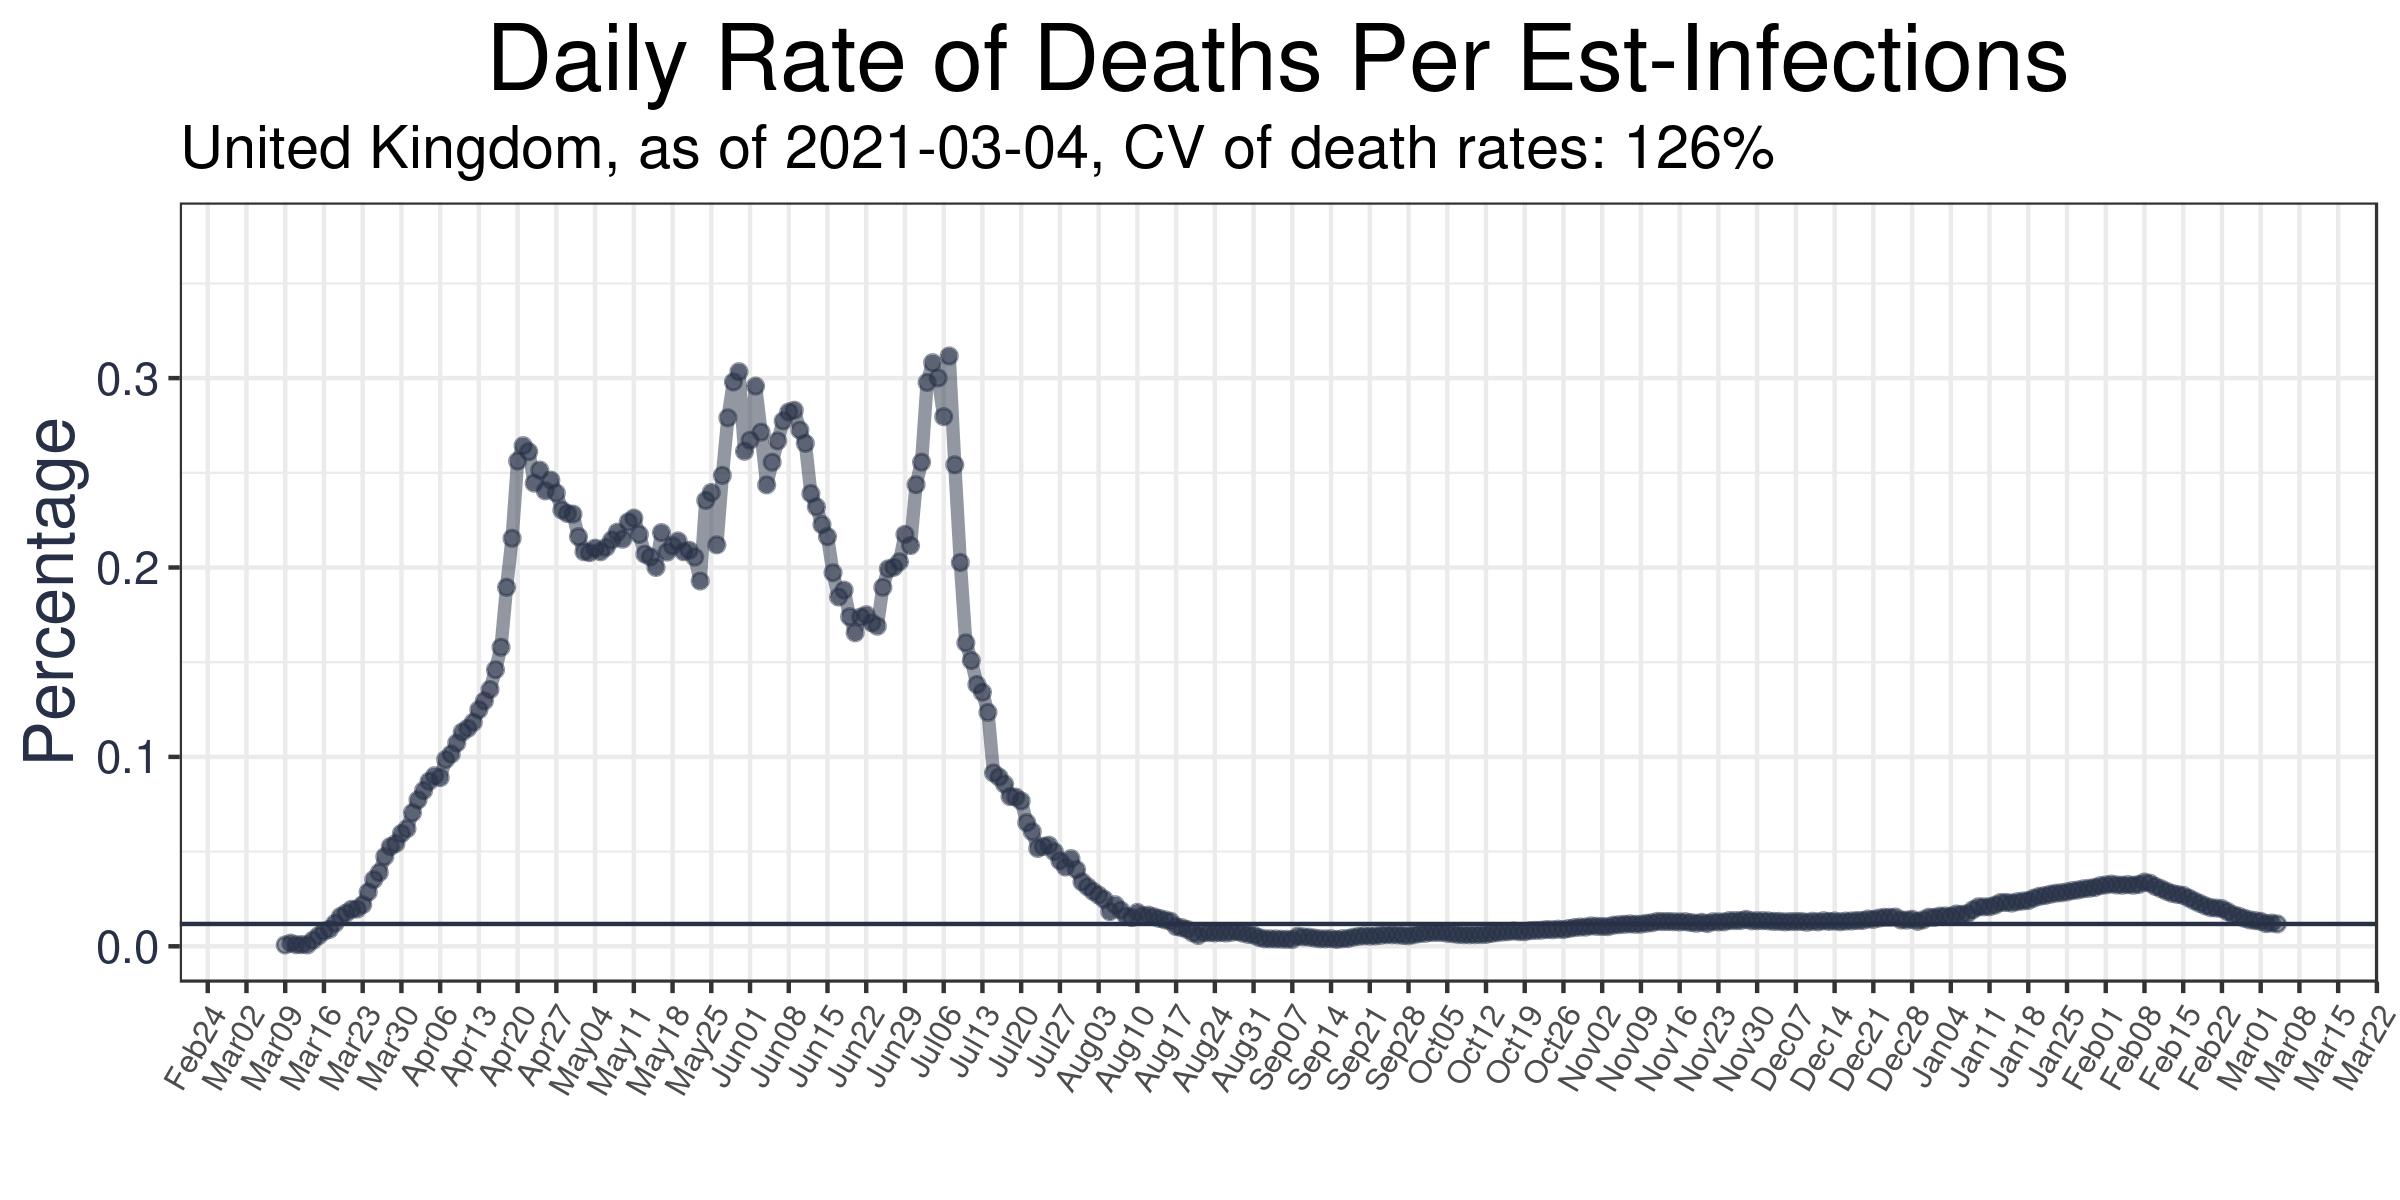 Daily Rate of Deaths Per Est-Infections
United Kingdom, as of 2021-03-04, CV of death rates: 126%
Percentage
0.3
0.2
0.1
0.0
Feb24 Mar02 Mar09 Mar16 Mar23 Mar30 Apr06 Apr13 Apr20 Apr27 May04 May11 May18 May25 Jun01 Jun08 Jun15 Jun22 Jun29 Jul06 Jul13 Jul20 Jul27 Aug03 Aug10 Aug17 Aug24 Aug31 Sep07 Sep14 Sep21 Sep28 Oct05 Oct12 Oct19 Oct26 Nov02 Nov09 Nov16 Nov23 Nov30 Dec07 Dec14 Dec21 Dec28 Jan04 Jan11 Jan18 Jan25 Feb01 Feb08 Feb15 Feb22 Mar01 Mar08 Mar15 Mar22